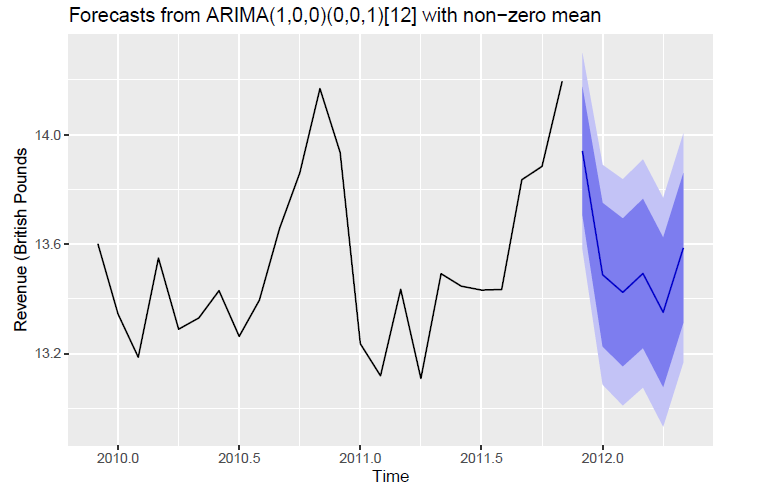 Forecasts from ARIMA(1,0,0)(0,0,1)[12] with non−zero mean
Revenue (British Pounds
14.0
13.6
13.2
2010.0 2010.5 2011.0 2011.5 2012.0
Time